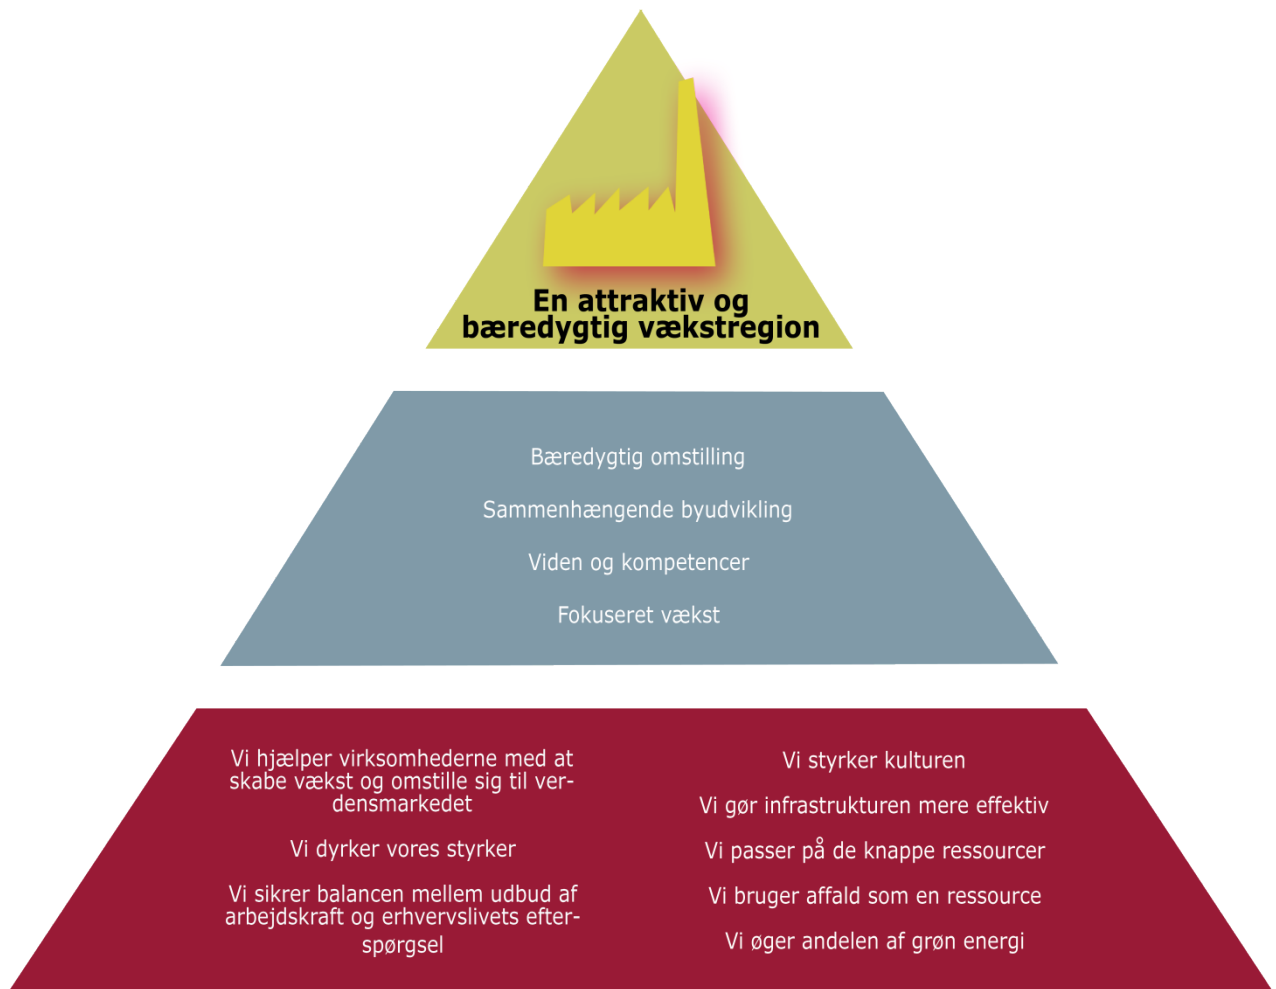 En attraktiv og
bæredygtig vækstregion
Bæredygtig omstilling
Sammenhængende byudvikling
Viden og kompetencer
Fokuseret vækst
Vi hjælper virksomhederne med at
skabe vækst og omstille sig til ver-
densmarkedet
Vi dyrker vores styrker
Vi sikrer balancen mellem udbud af
arbejdskraft og erhvervslivets efter-
spørgsel
Vi styrker kulturen
Vi gør infrastrukturen mere effektiv
Vi passer på de knappe ressourcer
Vi bruger affald som en ressource
Vi øger andelen af grøn energi